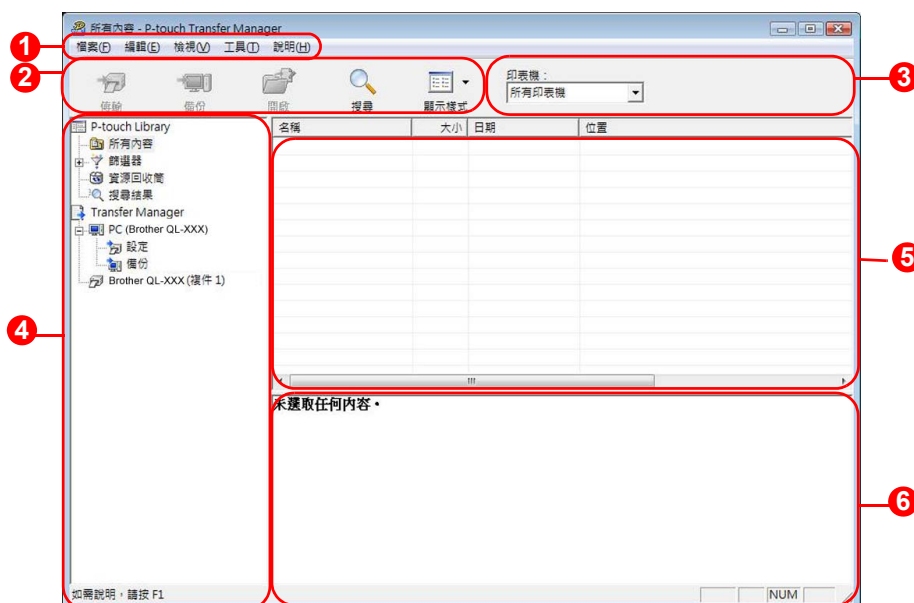 所有內容 - P-touch Transfer Manager
檔案(F) 編輯(E) 檢視(V) 工具(T) 說明(H)
1
2
3
傳輸 備份 開啟 搜尋 顯示樣式
印表機：
所有印表機
P-touch Library
所有內容
篩選器
資源回收筒
搜尋結果
Transfer Manager
PC (Brother QL-XXX)
設定
備份
Brother QL-XXX (複件 1)
名稱 大小 日期 位置
4
5
未選取任何內容。
6
如需說明，請按 F1
NUM